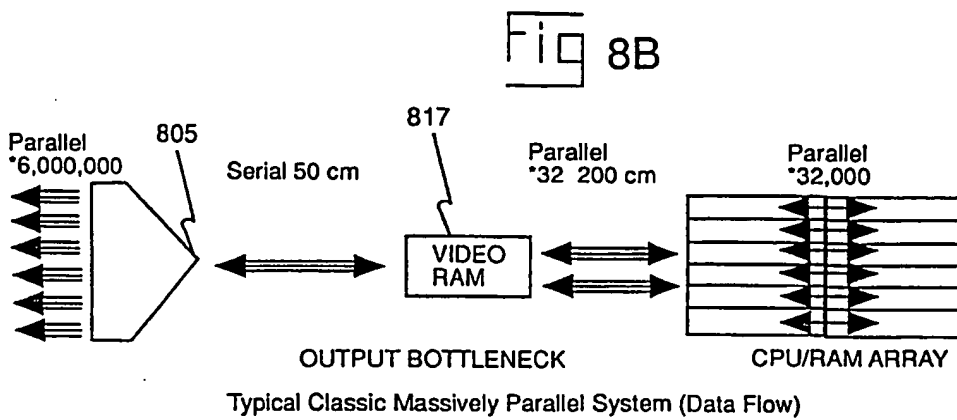 Fig 8B
805
817
Parallel
*6,000,000
Serial 50 cm
Parallel
*32 200 cm
Parallel
*32,000
VIDEO
RAM
OUTPUT BOTTLENECK
CPU/RAM ARRAY
Typical Classic Massively Parallel System (Data Flow)